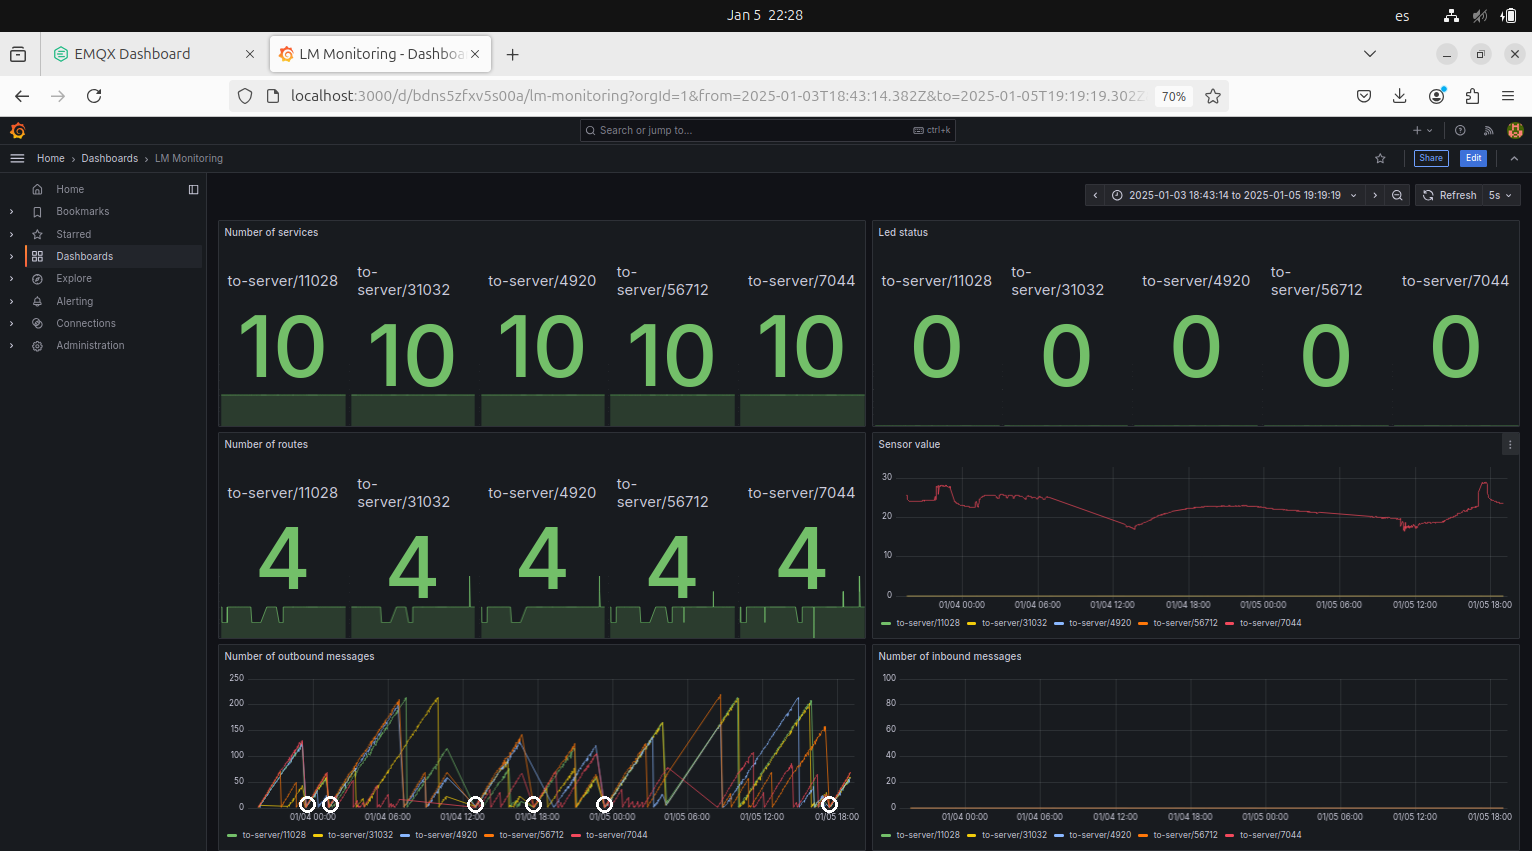 Jan 5 22:28
es
EMQX Dashboard
LM Monitoring - Dashboa
localhost:3000/d/bdns5zfxv5s00a/lm-monitoring?orgId=1&from=2025-01-03T18:43:14.382Z&to=2025-01-05T19:19:19.302Z
70%
Search or jump to...
ctrl+k
Home › Dashboards › LM Monitoring
Share
Edit
Home
Bookmarks
Starred
Dashboards
Explore
Alerting
Connections
Administration
2025-01-03 18:43:14 to 2025-01-05 19:19:19
Refresh
5s
Number of services
to-server/11028
to-
server/31032
to-server/4920
to-
server/56712
to-server/7044
10
10
10
10
10
Led status
to-server/11028
to-
server/31032
to-server/4920
to-
server/56712
to-server/7044
0
0
0
0
0
Number of routes
to-server/11028
to-
server/31032
to-server/4920
to-
server/56712
to-server/7044
4
4
4
4
4
Sensor value
30
20
10
0
01/04 00:00 01/04 06:00 01/04 12:00 01/04 18:00 01/05 00:00 01/05 06:00 01/05 12:00 01/05 18:00
to-server/11028 to-server/31032 to-server/4920 to-server/56712 to-server/7044
Number of outbound messages
250
200
150
100
50
0
01/04 00:00 01/04 06:00 01/04 12:00 01/04 18:00 01/05 00:00 01/05 06:00 01/05 12:00 01/05 18:00
to-server/11028 to-server/31032 to-server/4920 to-server/56712 to-server/7044
Number of inbound messages
100
80
60
40
20
0
01/04 00:00 01/04 06:00 01/04 12:00 01/04 18:00 01/05 00:00 01/05 06:00 01/05 12:00 01/05 18:00
to-server/11028 to-server/31032 to-server/4920 to-server/56712 to-server/7044